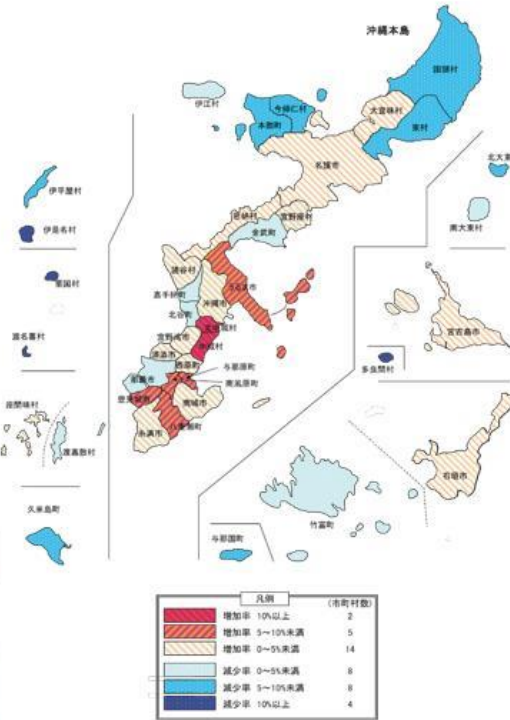 沖縄本島
国頭村
伊江村
今帰仁村
大宜味村
本部町
東村
名護市
北大東
伊平屋村
南大東村
恩納村
宜野座村
伊是名村
金武町
読谷村
うるま市
粟国村
嘉手納町
沖縄市
北谷町
宮古島市
北中城村
渡名喜村
宜野湾市
中城村
浦添市
多良間村
西原町
与那原町
那覇市
南風原町
座間味村
豊見城市
南城市
渡嘉敷村
糸満市
八重瀬町
石垣市
久米島町
竹富町
与那国町
凡例
(市町村数)
増加率 10%以上 2
増加率 5~10%未満 5
増加率 0~5%未満 14
減少率 0~5%未満 8
減少率 5~10%未満 8
減少率 10%以上 4